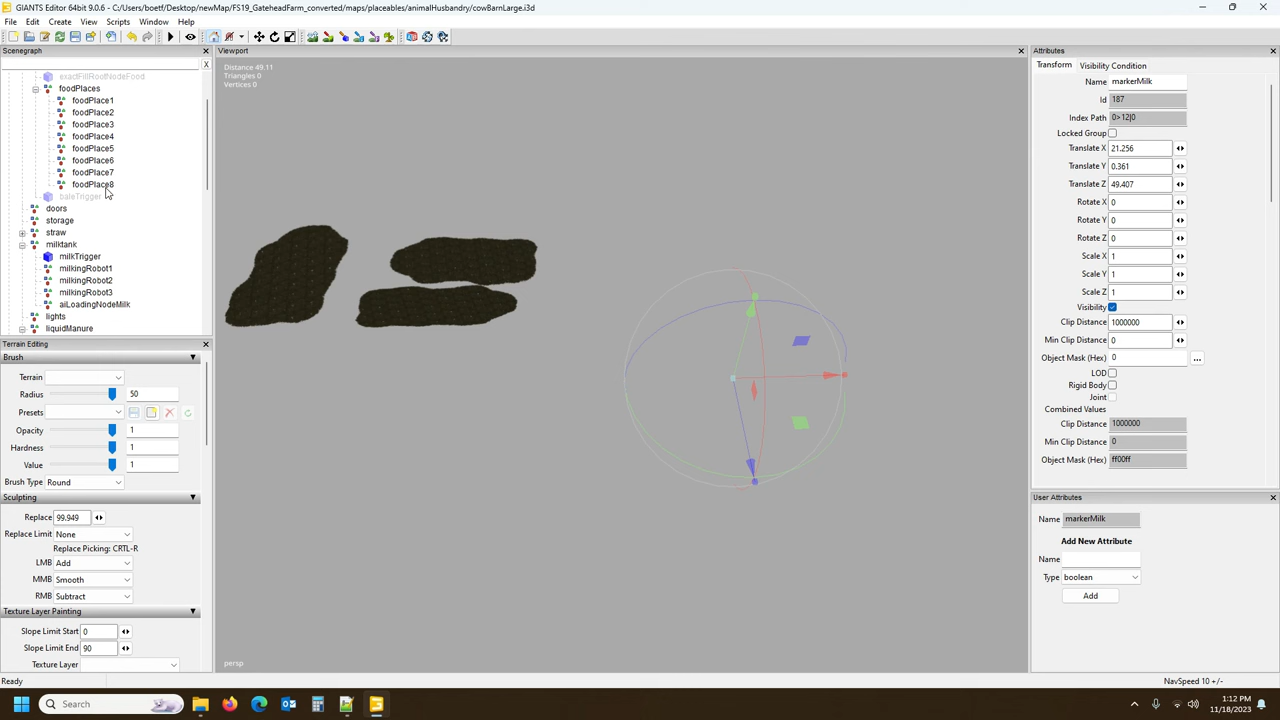 GIANTS Editor 64bit 9.0.6 - C:/Users/boetf/Desktop/newMap/FS19_GateheadFarm_converted/maps/placeables/animalHusbandry/cowBarnLarge.i3d
File Edit Create View Scripts Window Help
Scenegraph
X
exactFillRootNodeFood
foodPlaces
foodPlace1
foodPlace2
foodPlace3
foodPlace4
foodPlace5
foodPlace6
foodPlace7
foodPlace8
baleTrigger
doors
storage
straw
milktank
milkTrigger
milkingRobot1
milkingRobot2
milkingRobot3
aiLoadingNodeMilk
lights
liquidManure
Terrain Editing
Brush
Terrain
Radius 50
Presets
Opacity 1
Hardness 1
Value 1
Brush Type Round
Sculpting
Replace 99.949
Replace Limit None
Replace Picking: CRTL-R
LMB Add
MMB Smooth
RMB Subtract
Texture Layer Painting
Slope Limit Start 0
Slope Limit End 90
Texture Layer
Viewport
Distance 49.11
Triangles 0
Vertices 0
persp
Attributes
Transform Visibility Condition
Name markerMilk
Id 187
Index Path 0>12|0
Locked Group
Translate X 21.256
Translate Y 0.361
Translate Z 49.407
Rotate X 0
Rotate Y 0
Rotate Z 0
Scale X 1
Scale Y 1
Scale Z 1
Visibility
Clip Distance 1000000
Min Clip Distance 0
Object Mask (Hex) 0 ...
LOD
Rigid Body
Joint
Combined Values
Clip Distance 1000000
Min Clip Distance 0
Object Mask (Hex) ff00ff
User Attributes
Name markerMilk
Add New Attribute
Name
Type boolean
Add
Ready
NavSpeed 10 +/-
Search
1:12 PM
11/18/2023